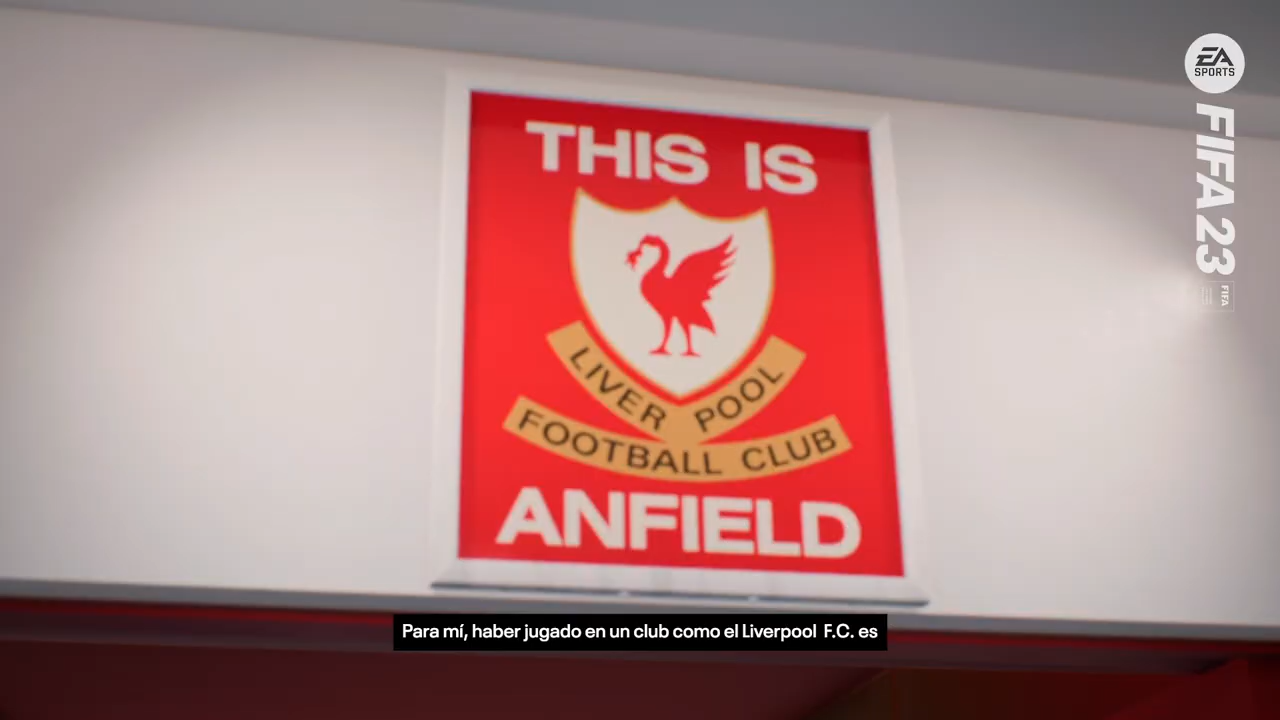 THIS IS
LIVER POOL
FOOTBALL CLUB
ANFIELD
EA
SPORTS
FIFA 23
FIFA
Para mí, haber jugado en un club como el Liverpool F.C. es